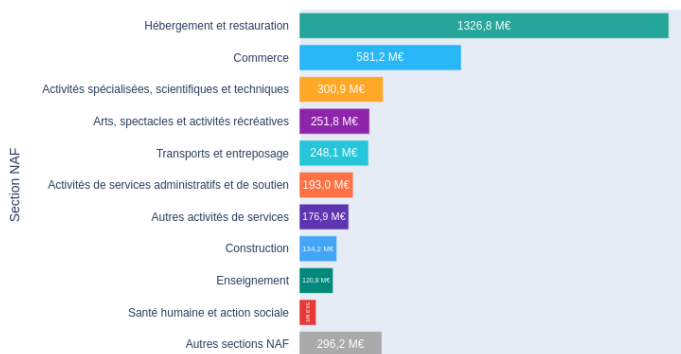 Section NAF
Hébergement et restauration 1326,8 M€
Commerce 581,2 M€
Activités spécialisées, scientifiques et techniques 300,9 M€
Arts, spectacles et activités récréatives 251,8 M€
Transports et entreposage 248,1 M€
Activités de services administratifs et de soutien 193,0 M€
Autres activités de services 176,9 M€
Construction 134,2 M€
Enseignement 120,8 M€
Santé humaine et action sociale
Autres sections NAF 296,2 M€